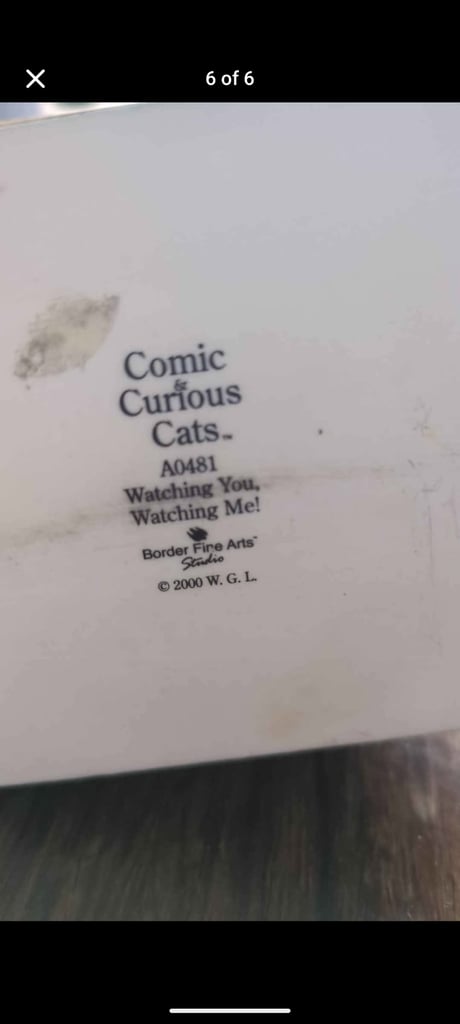 6 of 6
Comic
&
Curious
Cats™
A0481
Watching You,
Watching Me!
Border Fine Arts™
Studio
© 2000 W. G. L.